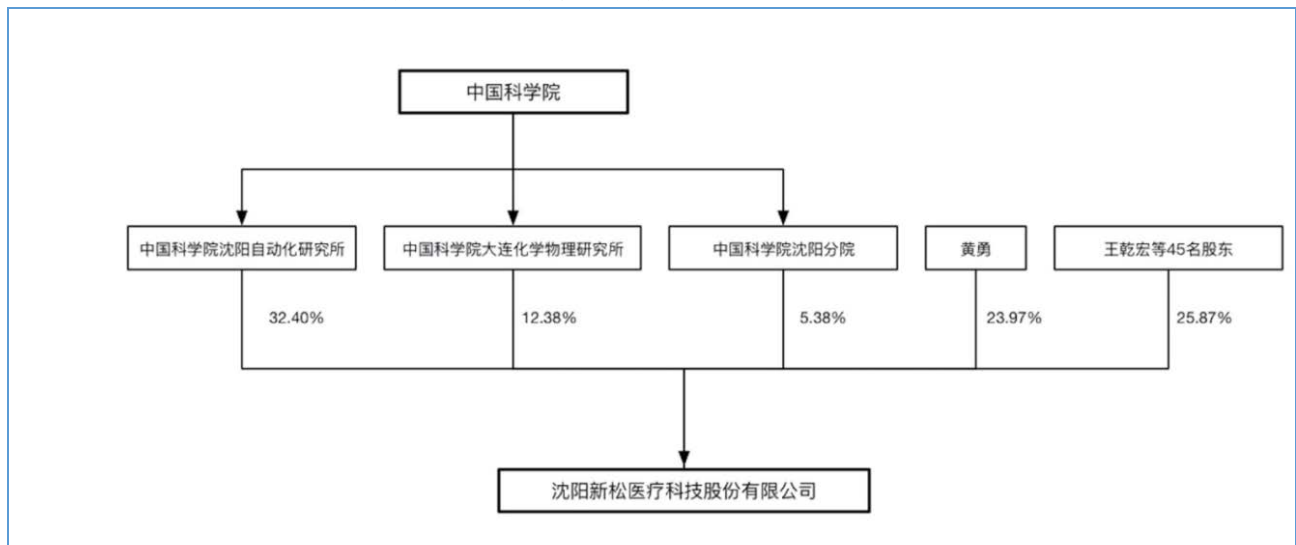 中国科学院
中国科学院沈阳自动化研究所
中国科学院大连化学物理研究所
中国科学院沈阳分院
黄勇
王乾宏等45名股东
32.40%
12.38%
5.38%
23.97%
25.87%
沈阳新松医疗科技股份有限公司